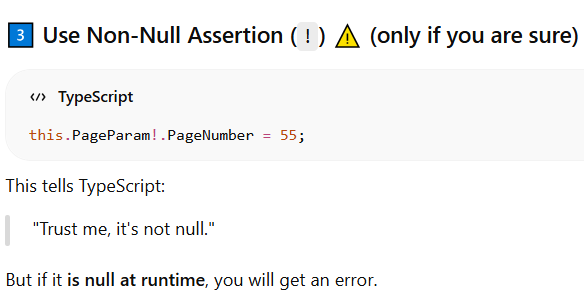 3 Use Non-Null Assertion (!) ⚠️ (only if you are sure)
</> TypeScript
this.PageParam!.PageNumber = 55;
This tells TypeScript:
"Trust me, it's not null."
But if it is null at runtime, you will get an error.